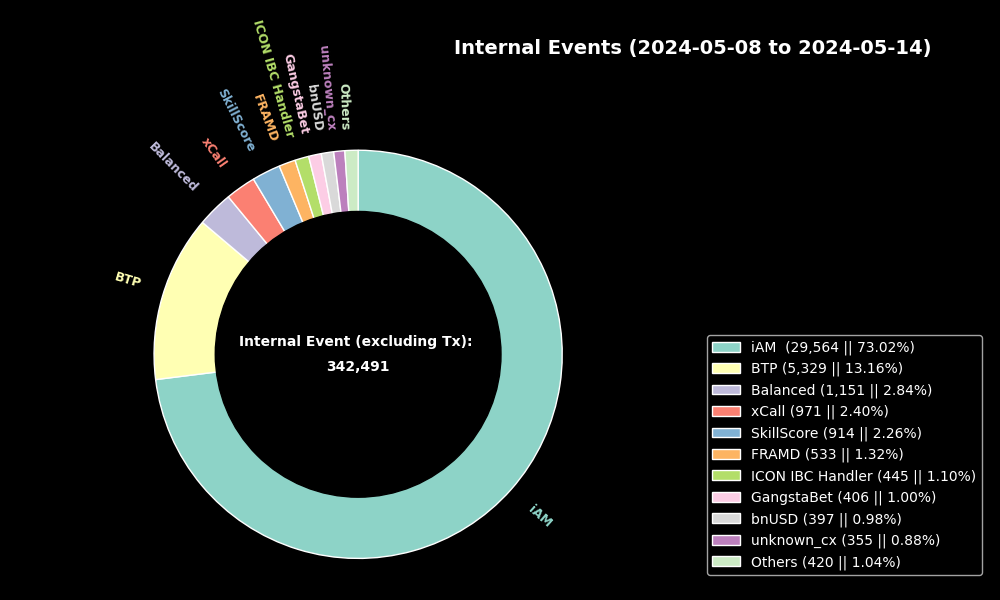 Internal Events (2024-05-08 to 2024-05-14)
Others
unknown_cx
bnUSD
GangstaBet
ICON IBC Handler
FRAMD
SkillScore
xCall
Balanced
BTP
iAM
Internal Event (excluding Tx):
342,491
iAM  (29,564 || 73.02%)
BTP (5,329 || 13.16%)
Balanced (1,151 || 2.84%)
xCall (971 || 2.40%)
SkillScore (914 || 2.26%)
FRAMD (533 || 1.32%)
ICON IBC Handler (445 || 1.10%)
GangstaBet (406 || 1.00%)
bnUSD (397 || 0.98%)
unknown_cx (355 || 0.88%)
Others (420 || 1.04%)